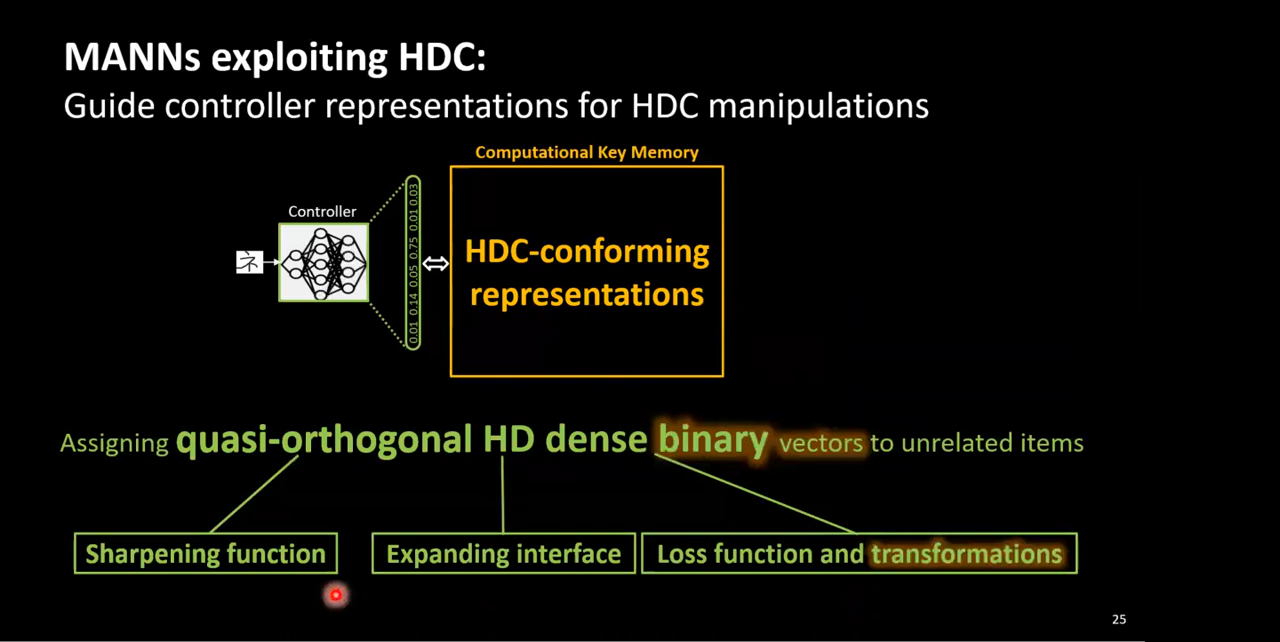 MANNs exploiting HDC:
Guide controller representations for HDC manipulations
Computational Key Memory
Controller
ネ
0.01 0.14 0.05 0.75 0.01 0.03
HDC-conforming
representations
Assigning quasi-orthogonal HD dense binary vectors to unrelated items
Sharpening function
Expanding interface
Loss function and transformations
25